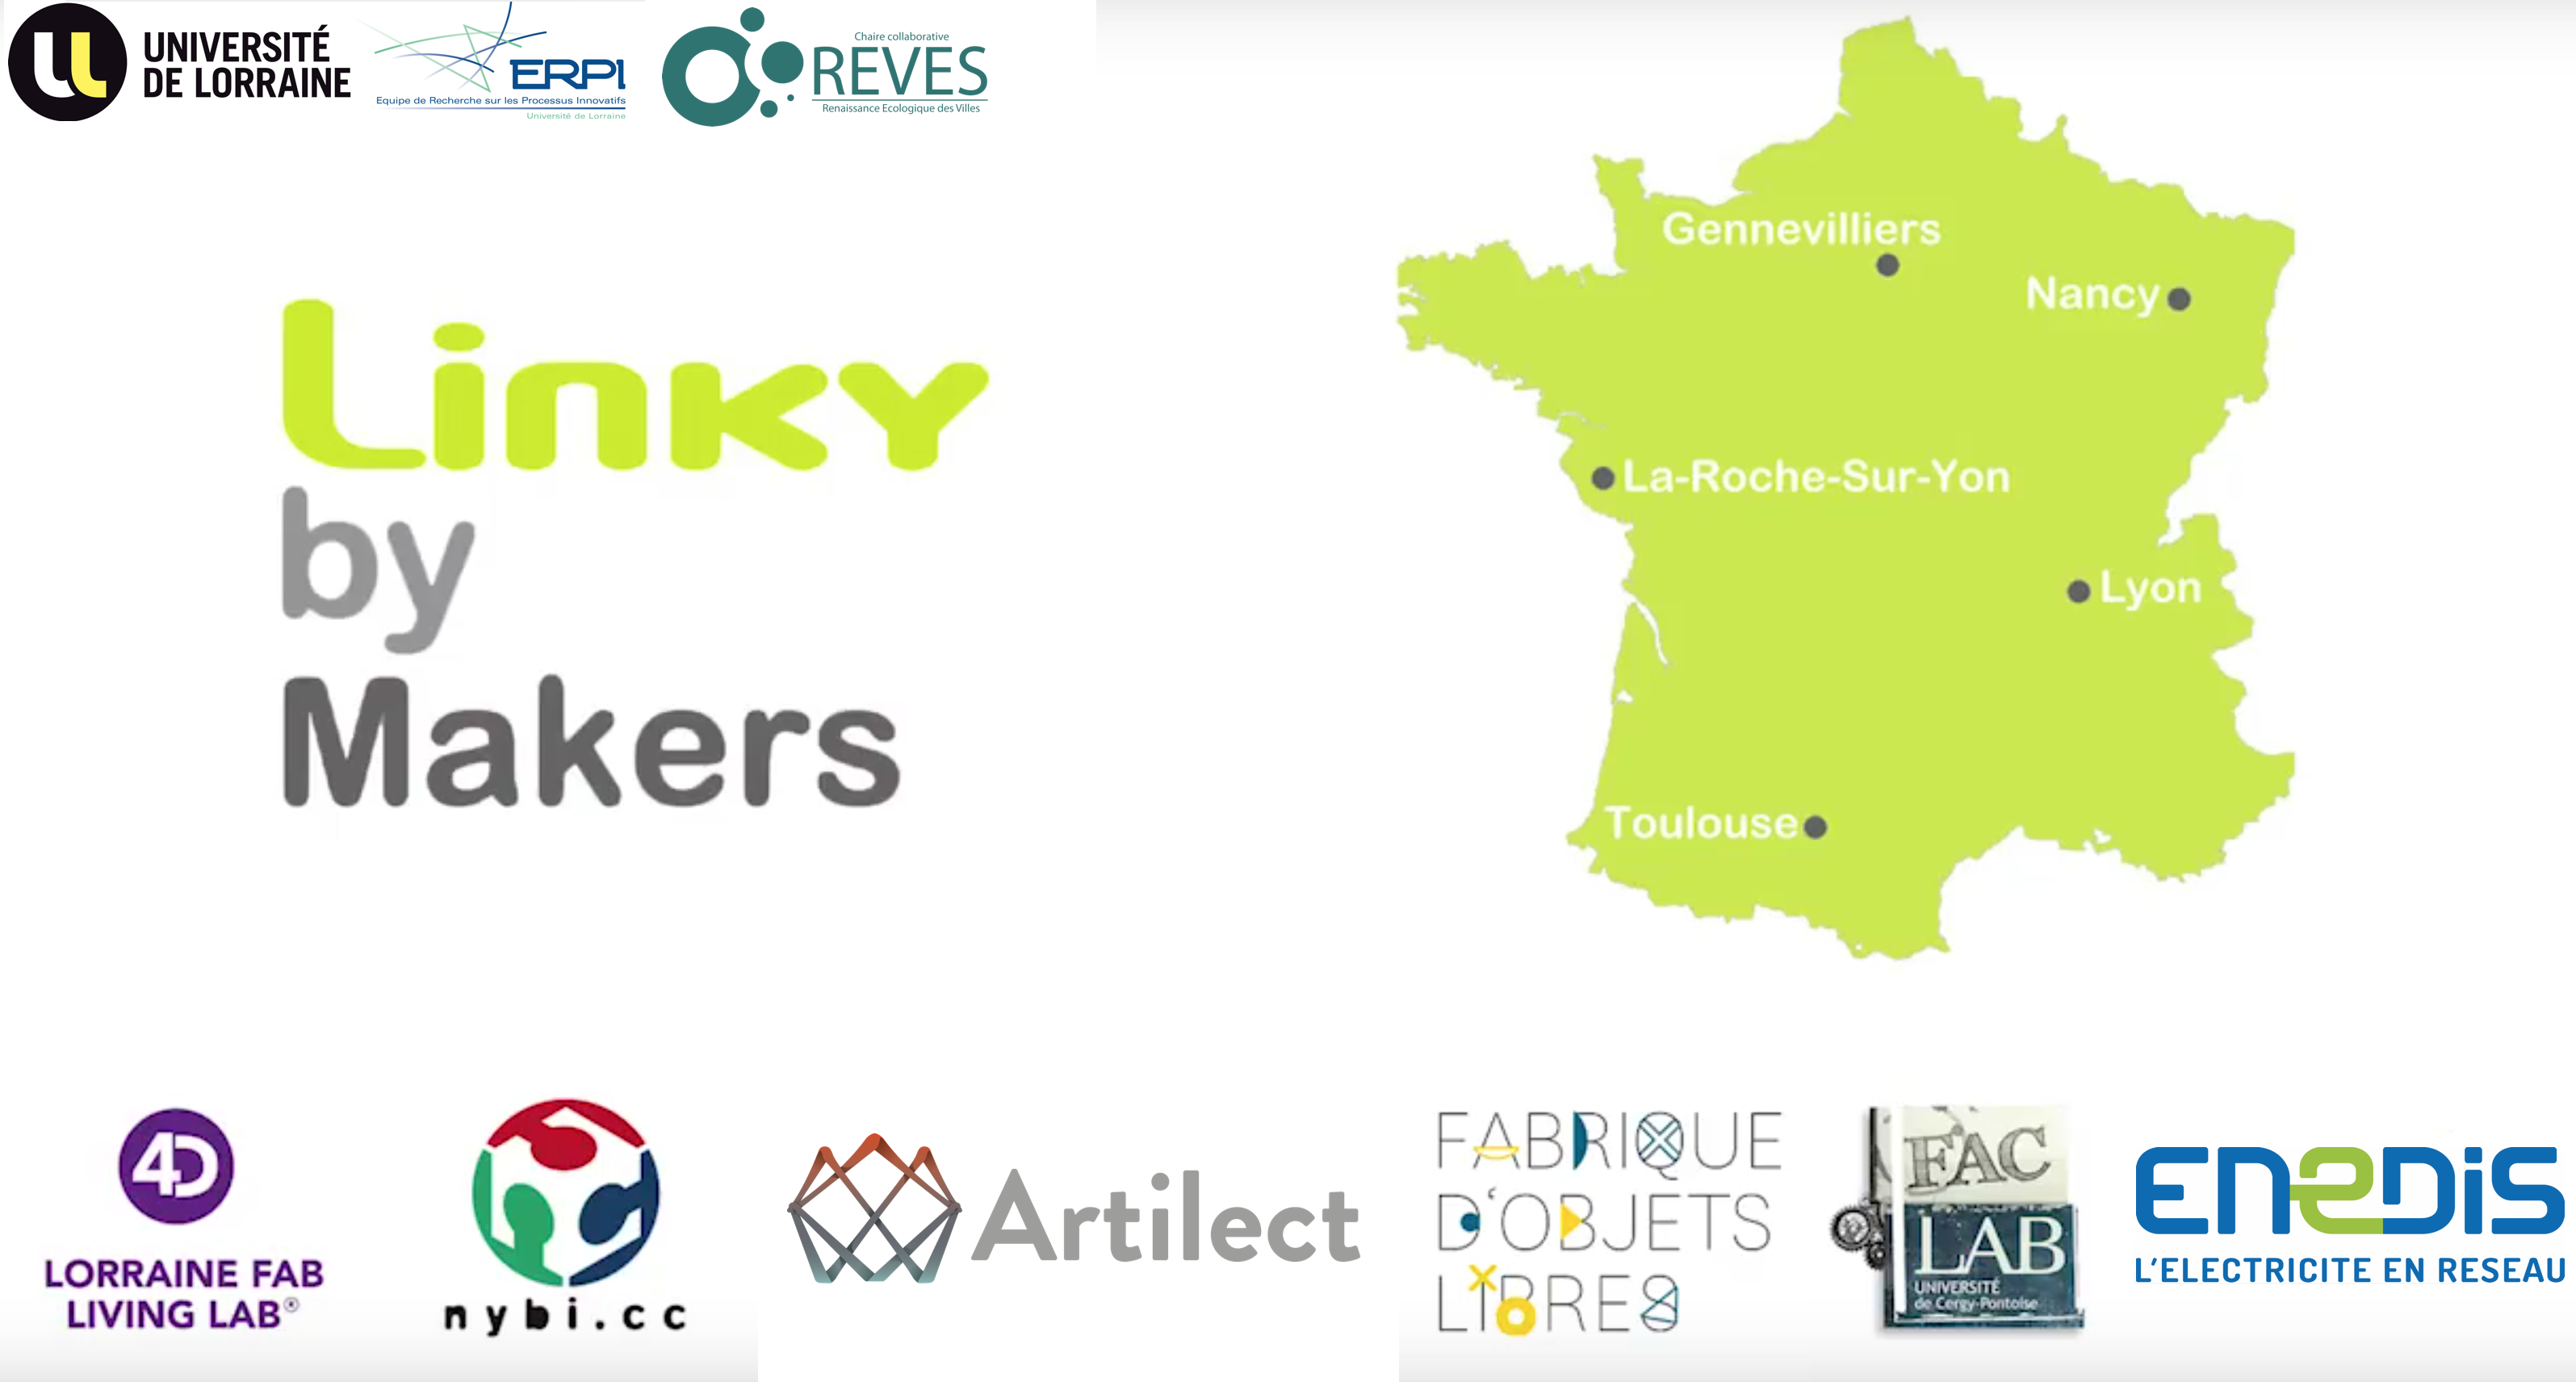 UNIVERSITÉ
DE LORRAINE
ERPI
Equipe de Recherche sur les Processus Innovatifs
Université de Lorraine
Chaire collaborative
REVES
Renaissance Ecologique des Villes
Linky
by
Makers
Gennevilliers
Nancy
La-Roche-Sur-Yon
Lyon
Toulouse
4D
LORRAINE FAB
LIVING LAB®
nybi.cc
Artilect
FABRIQUE
D'OBJETS
LIBRES
FAC
LAB
UNIVERSITÉ
de Cergy-Pontoise
ENEDIS
L'ELECTRICITE EN RESEAU